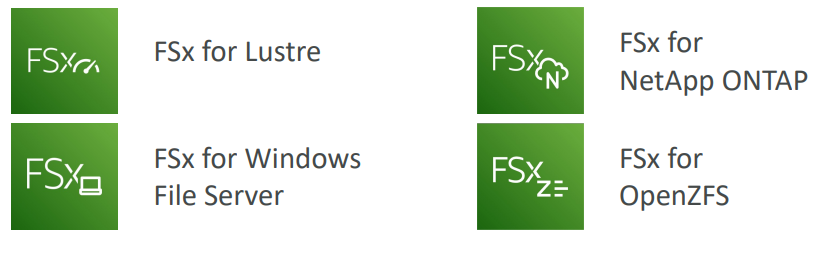 FSx
FSx for Lustre
FSx
N
FSx for
NetApp ONTAP
FSx
FSx for Windows
File Server
FSx
Z
FSx for
OpenZFS